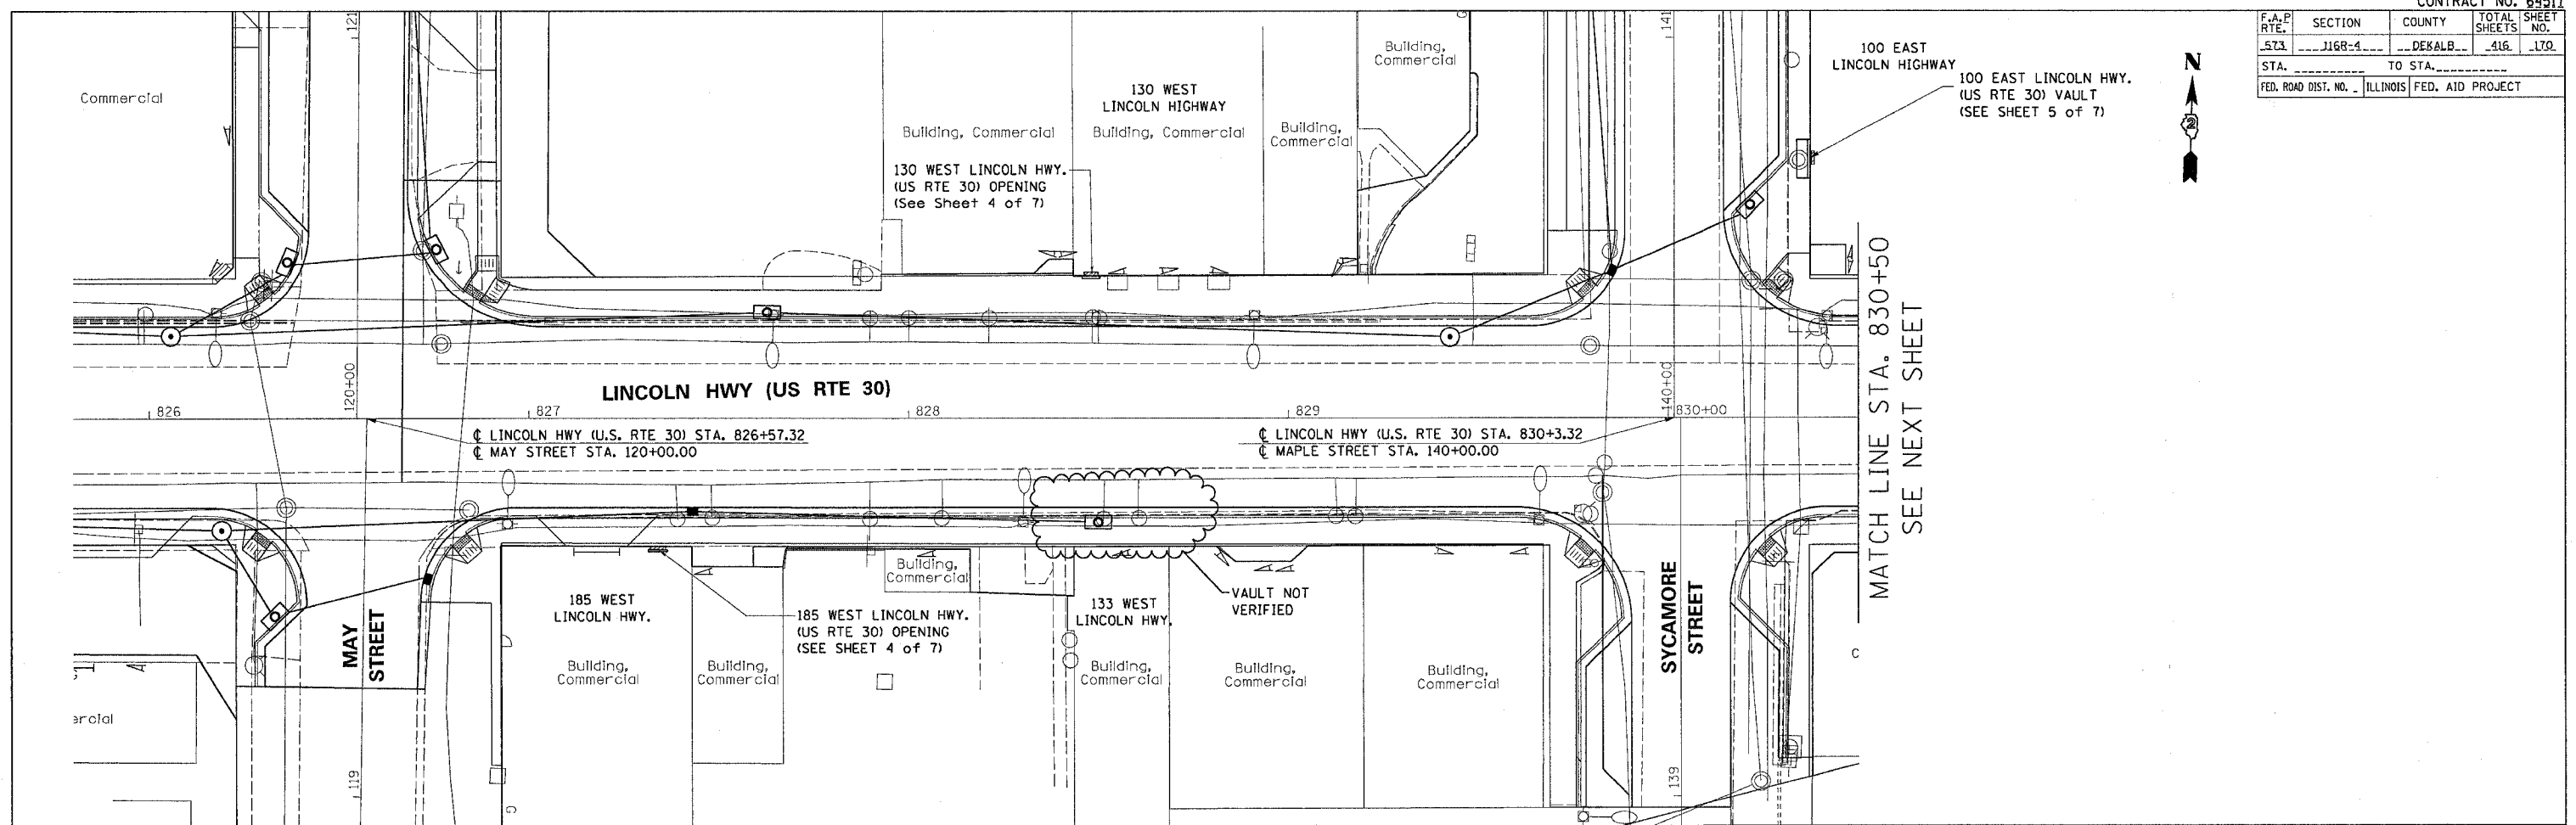 CONTRACT NO. 64511
F.A.P. RTE. SECTION COUNTY TOTAL SHEETS SHEET NO.
573 116R-4 DEKALB 416 170
STA. TO STA.
FED. ROAD DIST. NO. ILLINOIS FED. AID PROJECT
N
2
121
141
G
Commercial
Building,
Commercial
130 WEST
LINCOLN HIGHWAY
Building, Commercial
Building, Commercial
Building,
Commercial
100 EAST
LINCOLN HIGHWAY
100 EAST LINCOLN HWY.
(US RTE 30) VAULT
(SEE SHEET 5 of 7)
130 WEST LINCOLN HWY.
(US RTE 30) OPENING
(See Sheet 4 of 7)
MATCH LINE STA. 830+50
SEE NEXT SHEET
120+00
140+00
LINCOLN HWY (US RTE 30)
826
827
828
829
830+00
℄ LINCOLN HWY (U.S. RTE 30) STA. 826+57.32
℄ MAY STREET STA. 120+00.00
℄ LINCOLN HWY (U.S. RTE 30) STA. 830+3.32
℄ MAPLE STREET STA. 140+00.00
Building,
Commercial
VAULT NOT
VERIFIED
185 WEST
LINCOLN HWY.
185 WEST LINCOLN HWY.
(US RTE 30) OPENING
(SEE SHEET 4 of 7)
133 WEST
LINCOLN HWY.
MAY
STREET
SYCAMORE
STREET
Building,
Commercial
Building,
Commercial
Building,
Commercial
Building,
Commercial
Building,
Commercial
C
ercial
119
139
G